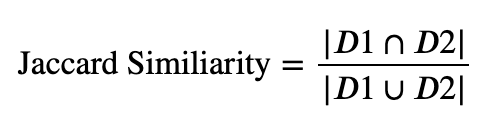 Jaccard Similiarity = |D1 ∩ D2|
|D1 ∪ D2|